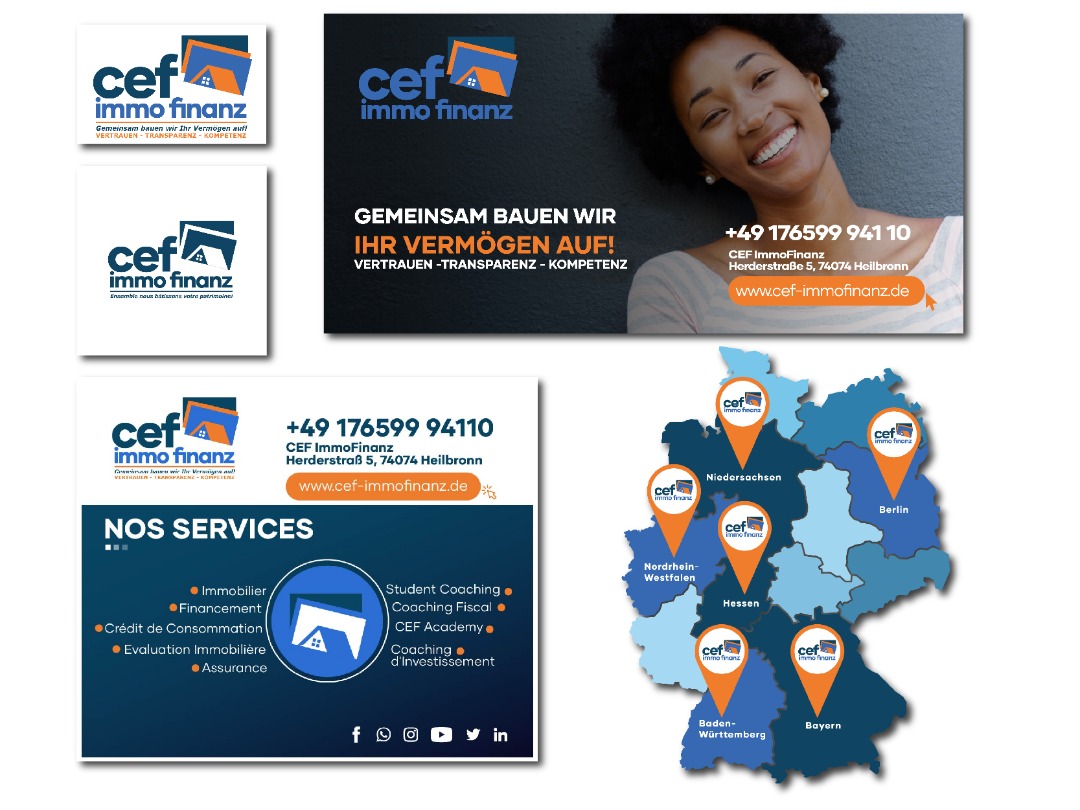 cef
immo finanz
Gemeinsam bauen wir Ihr Vermögen auf!
VERTRAUEN - TRANSPARENZ - KOMPETENZ
cef
immo finanz
Ensemble nous bâtissons votre patrimoine!
cef
immo finanz
GEMEINSAM BAUEN WIR
IHR VERMÖGEN AUF!
VERTRAUEN -TRANSPARENZ - KOMPETENZ
+49 176599 941 10
CEF ImmoFinanz
Herderstraße 5, 74074 Heilbronn
www.cef-immofinanz.de
cef
immo finanz
Gemeinsam bauen wir Ihr Vermögen auf!
VERTRAUEN - TRANSPARENZ - KOMPETENZ
+49 176599 94110
CEF ImmoFinanz
Herderstraß 5, 74074 Heilbronn
www.cef-immofinanz.de
NOS SERVICES
Immobilier
Financement
Crédit de Consommation
Evaluation Immobilière
Assurance
Student Coaching
Coaching Fiscal
CEF Academy
Coaching
d'Investissement
cef
immo finanz
Niedersachsen
cef
immo finanz
Berlin
cef
immo finanz
Nordrhein-
Westfalen
cef
immo finanz
Hessen
cef
immo finanz
Baden-
Württemberg
cef
immo finanz
Bayern